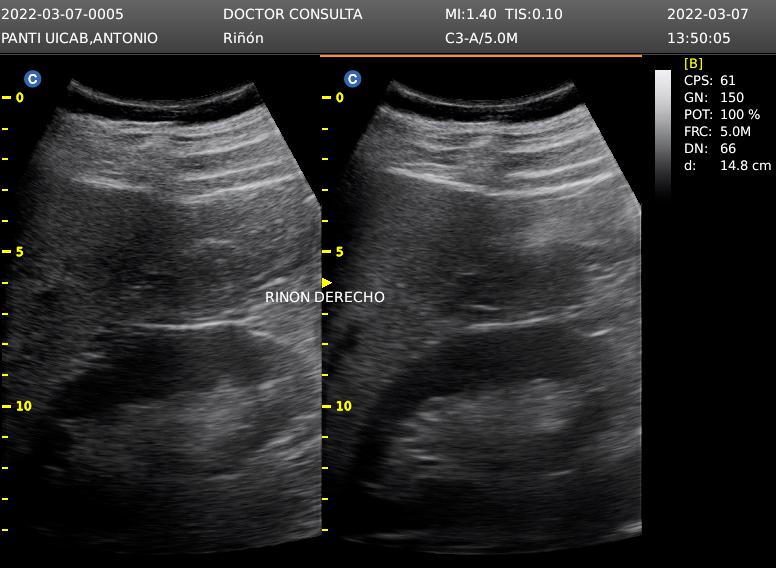 2022-03-07-0005 DOCTOR CONSULTA MI:1.40 TIS:0.10 2022-03-07
PANTI UICAB,ANTONIO Riñón C3-A/5.0M 13:50:05
C C
[B]
CPS: 61
GN: 150
POT: 100 %
FRC: 5.0M
DN: 66
d: 14.8 cm
0 0
5 5
RIÑON DERECHO
10 10